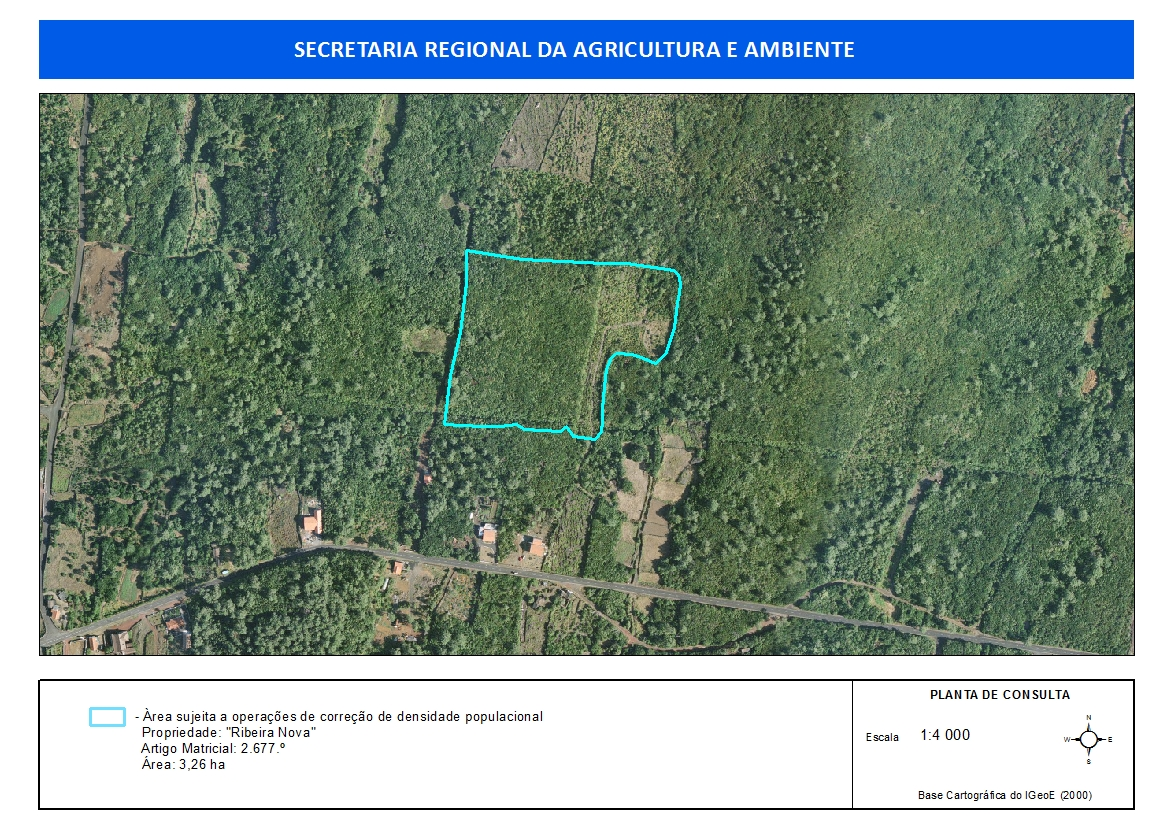 SECRETARIA REGIONAL DA AGRICULTURA E AMBIENTE
- Àrea sujeita a operações de correção de densidade populacional
Propriedade: "Ribeira Nova"
Artigo Matricial: 2.677.º
Área: 3,26 ha
PLANTA DE CONSULTA
Escala 1:4 000
N
W E
S
Base Cartográfica do IGeoE (2000)